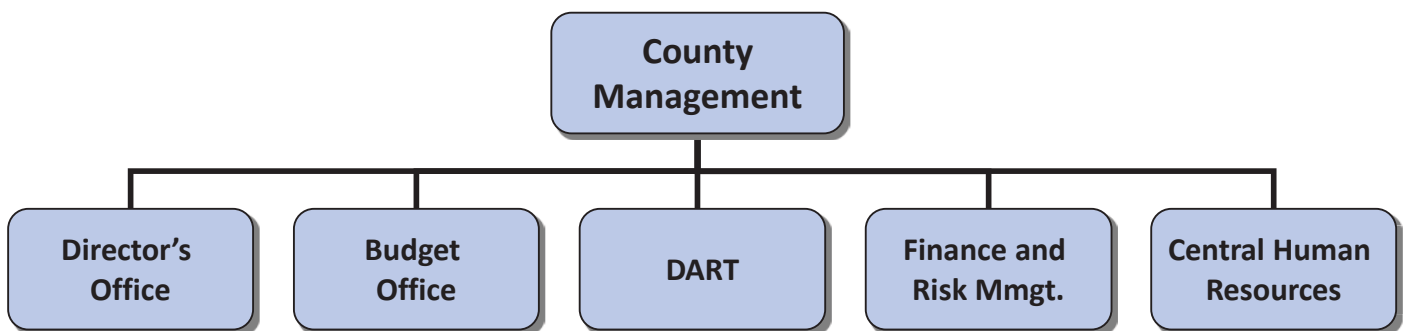 County
Management
Director’s
Office
Budget
Office
DART
Finance and
Risk Mmgt.
Central Human
Resources